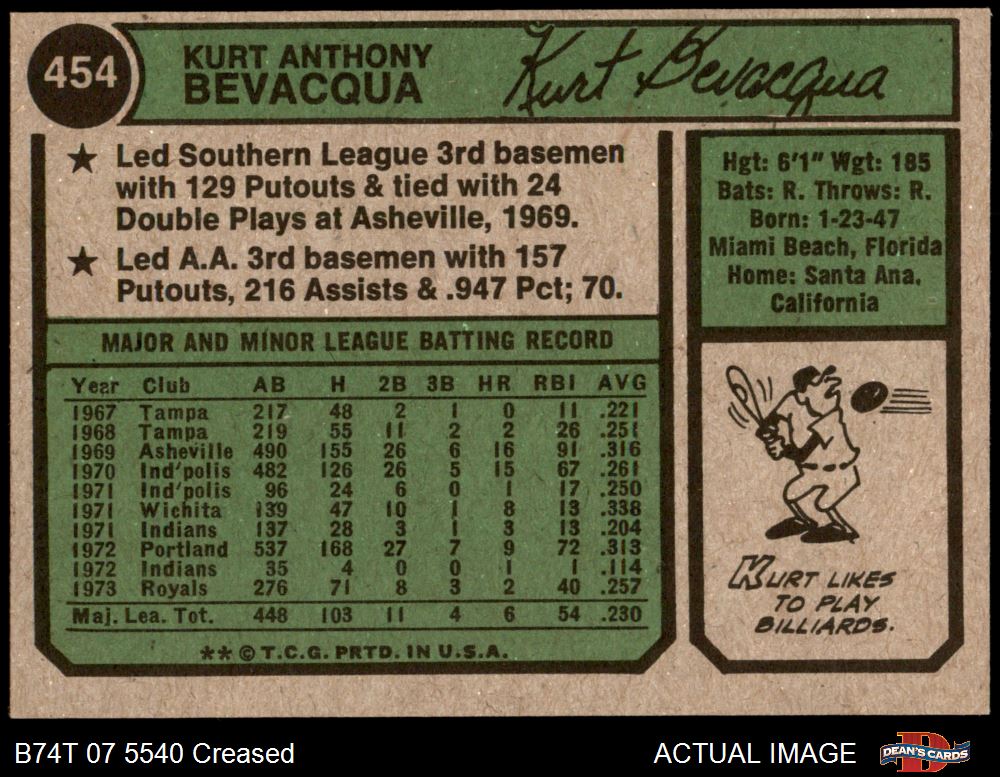 454
KURT ANTHONY
BEVACQUA
Kurt Bevacqua
★ Led Southern League 3rd basemen
with 129 Putouts & tied with 24
Double Plays at Asheville, 1969.
★ Led A.A. 3rd basemen with 157
Putouts, 216 Assists & .947 Pct; 70.
MAJOR AND MINOR LEAGUE BATTING RECORD
Year Club AB H 2B 3B HR RBI AVG
1967 Tampa 217 48 2 1 0 11 .221
1968 Tampa 219 55 11 2 2 26 .251
1969 Asheville 490 155 26 6 16 91 .316
1970 Ind'polis 482 126 26 5 15 67 .261
1971 Ind'polis 96 24 6 0 1 17 .250
1971 Wichita 139 47 10 1 8 13 .338
1971 Indians 137 28 3 1 3 13 .204
1972 Portland 537 168 27 7 9 72 .313
1972 Indians 35 4 0 0 1 1 .114
1973 Royals 276 71 8 3 2 40 .257
Maj. Lea. Tot. 448 103 11 4 6 54 .230
** © T.C.G. PRTD. IN U.S.A.
Hgt: 6'1" Wgt: 185
Bats: R. Throws: R.
Born: 1-23-47
Miami Beach, Florida
Home: Santa Ana,
California
KURT LIKES
TO PLAY
BILLIARDS.
B74T 07 5540 Creased
ACTUAL IMAGE
DEAN'S CARDS